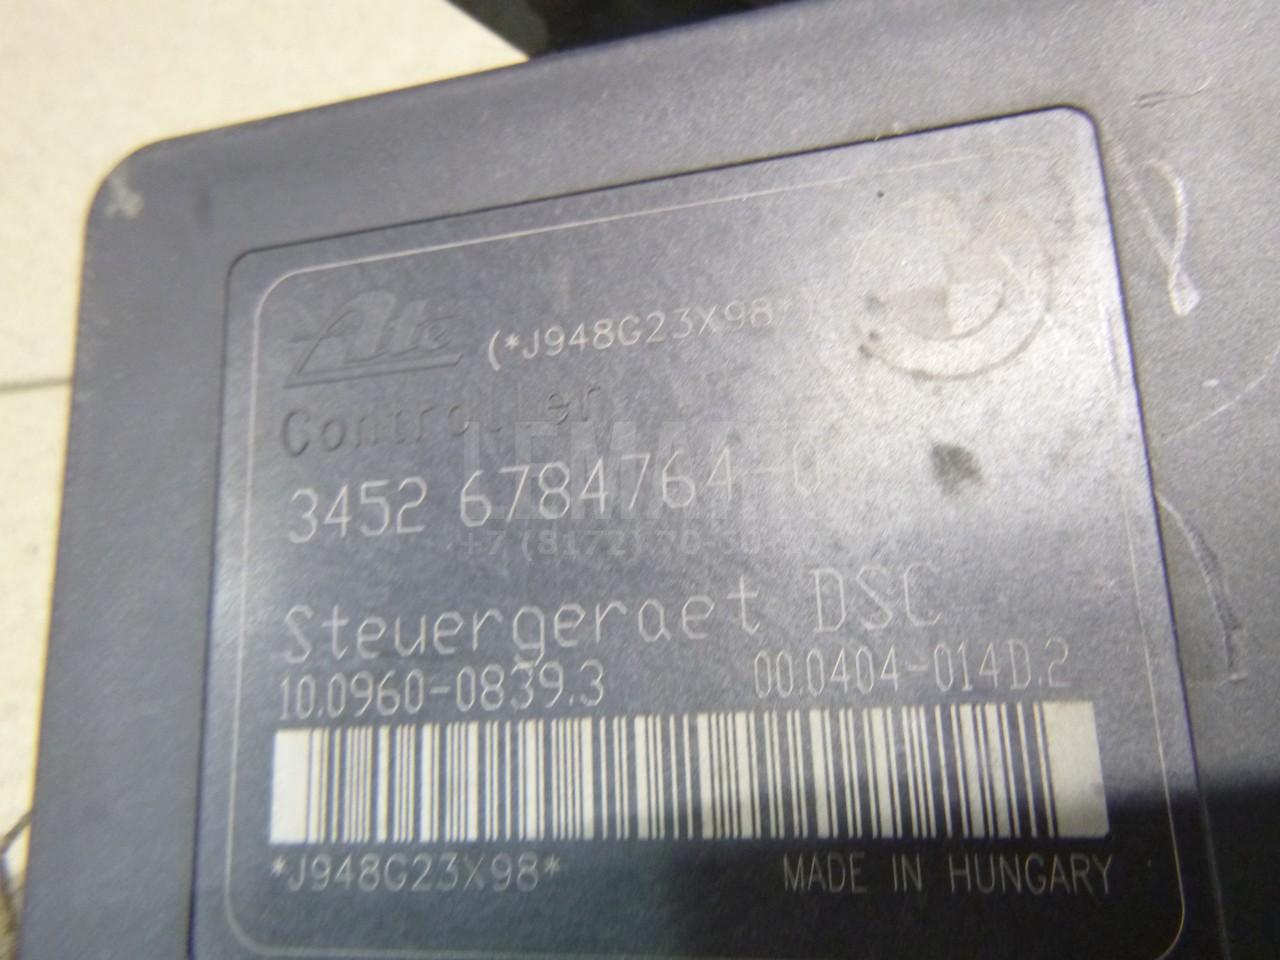 Ate (*J948G23X98*)
Controller
3452 6784764-0
Steuergeraet DSC
10.0960-0839.3 00.0404-014D.2
*J948G23X98*
MADE IN HUNGARY